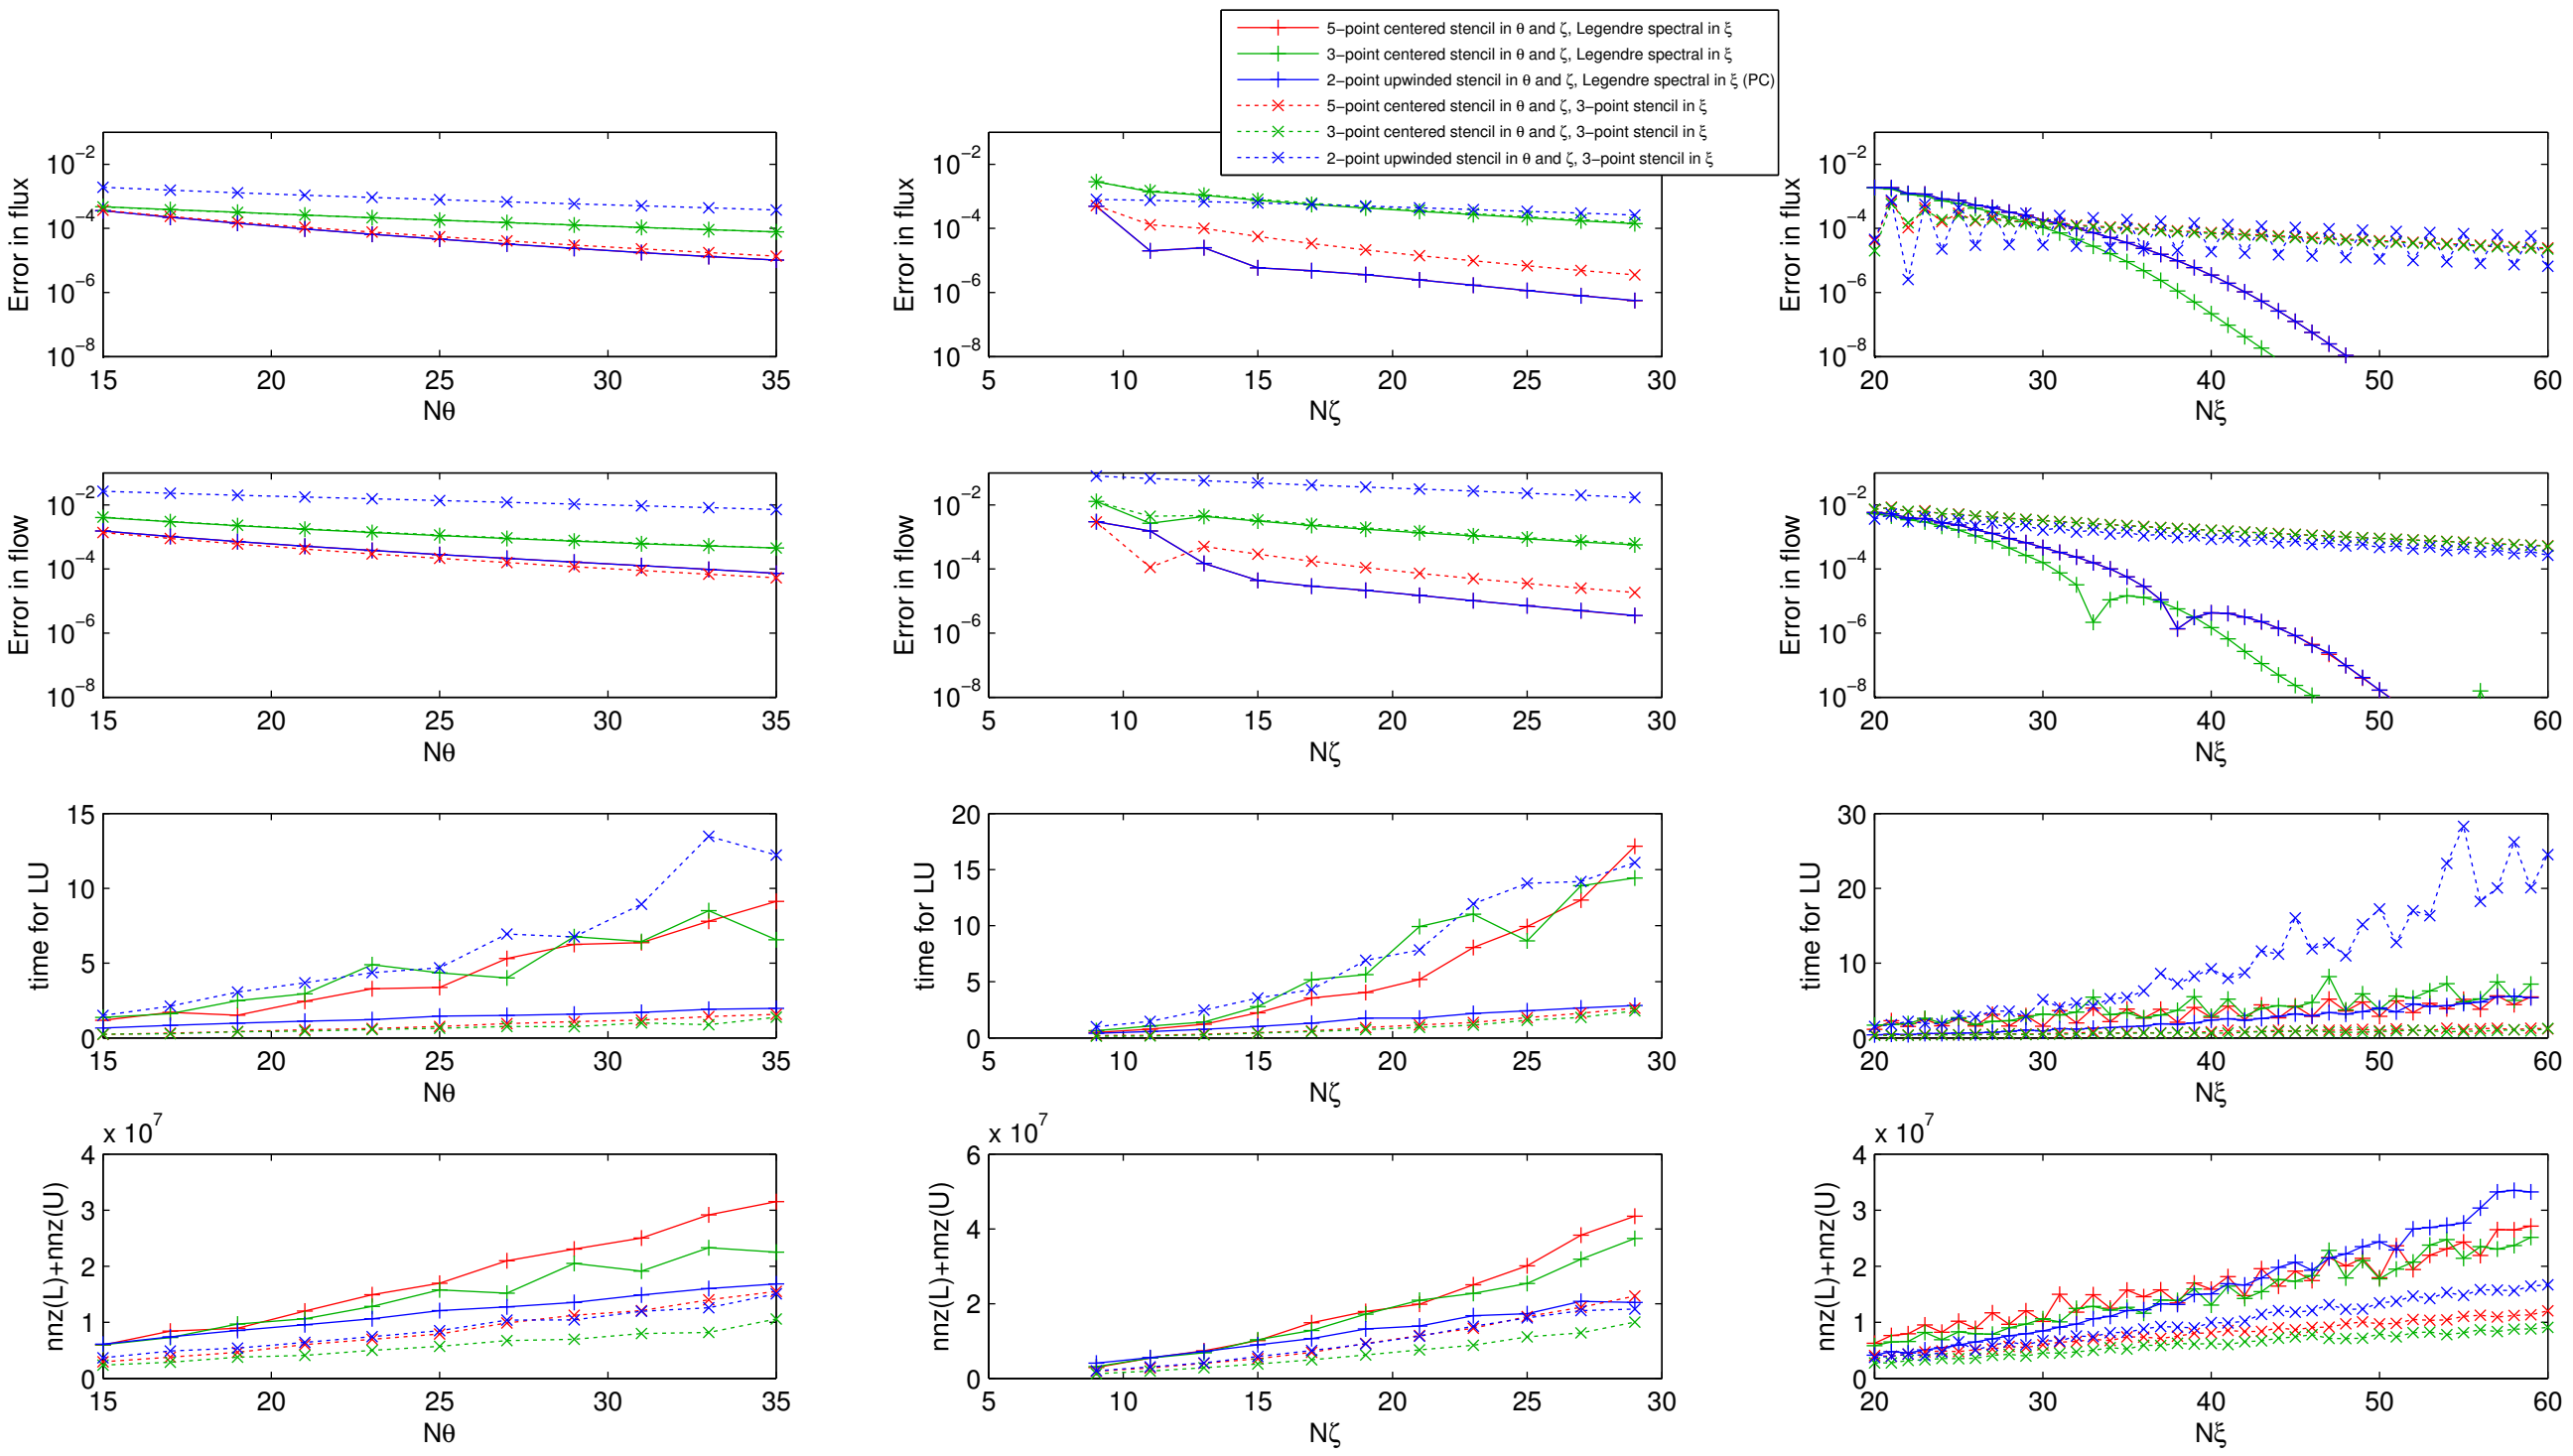 5−point centered stencil in θ and ζ, Legendre spectral in ξ
3−point centered stencil in θ and ζ, Legendre spectral in ξ
2−point upwinded stencil in θ and ζ, Legendre spectral in ξ (PC)
5−point centered stencil in θ and ζ, 3−point stencil in ξ
3−point centered stencil in θ and ζ, 3−point stencil in ξ
2−point upwinded stencil in θ and ζ, 3−point stencil in ξ
Error in flux
10−2
10−4
10−6
10−8
15 20 25 30 35
Nθ
Error in flux
10−2
10−4
10−6
10−8
5 10 15 20 25 30
Nζ
Error in flux
10−2
10−4
10−6
10−8
20 30 40 50 60
Nξ
Error in flow
10−2
10−4
10−6
10−8
15 20 25 30 35
Nθ
Error in flow
10−2
10−4
10−6
10−8
5 10 15 20 25 30
Nζ
Error in flow
10−2
10−4
10−6
10−8
20 30 40 50 60
Nξ
time for LU
15
10
5
0
15 20 25 30 35
Nθ
time for LU
20
15
10
5
0
5 10 15 20 25 30
Nζ
time for LU
30
20
10
0
20 30 40 50 60
Nξ
x 10^7
nnz(L)+nnz(U)
4
3
2
1
0
15 20 25 30 35
Nθ
x 10^7
nnz(L)+nnz(U)
6
4
2
0
5 10 15 20 25 30
Nζ
x 10^7
nnz(L)+nnz(U)
4
3
2
1
0
20 30 40 50 60
Nξ